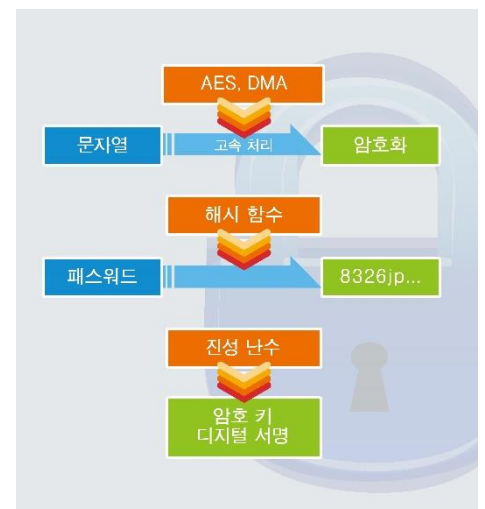 AES, DMA
문자열
고속 처리
암호화
해시 함수
패스워드
8326jp...
진성 난수
암호 키
디지털 서명